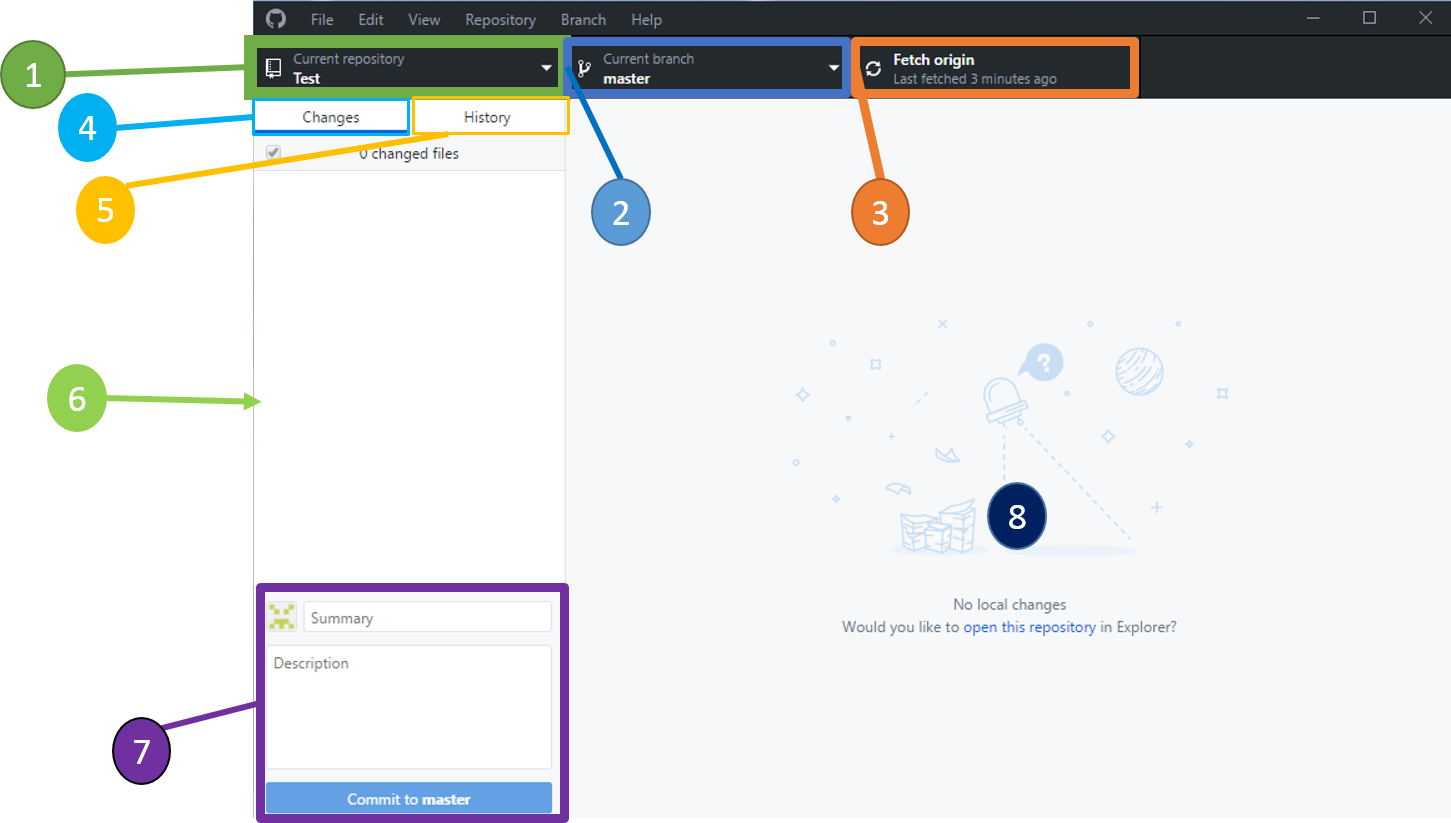 File Edit View Repository Branch Help
1
Current repository
Test
Current branch
master
Fetch origin
Last fetched 3 minutes ago
4
Changes
History
0 changed files
5
2
3
?
6
8
No local changes
Would you like to open this repository in Explorer?
7
Summary
Description
Commit to master